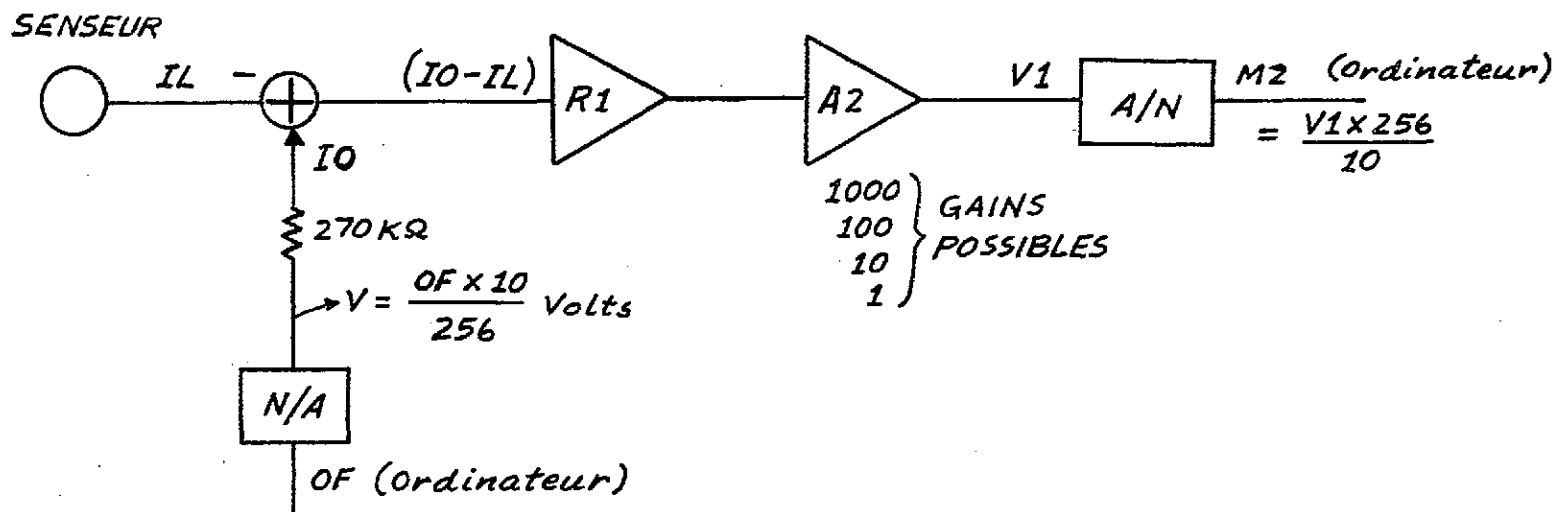 SENSEUR
IL
-
(IO-IL)
R1
A2
V1
A/N
M2 (Ordinateur)
= V1 x 256
10
IO
270 KΩ
1000
100
10
1
GAINS
POSSIBLES
V = OF x 10 Volts
256
N/A
OF (Ordinateur)